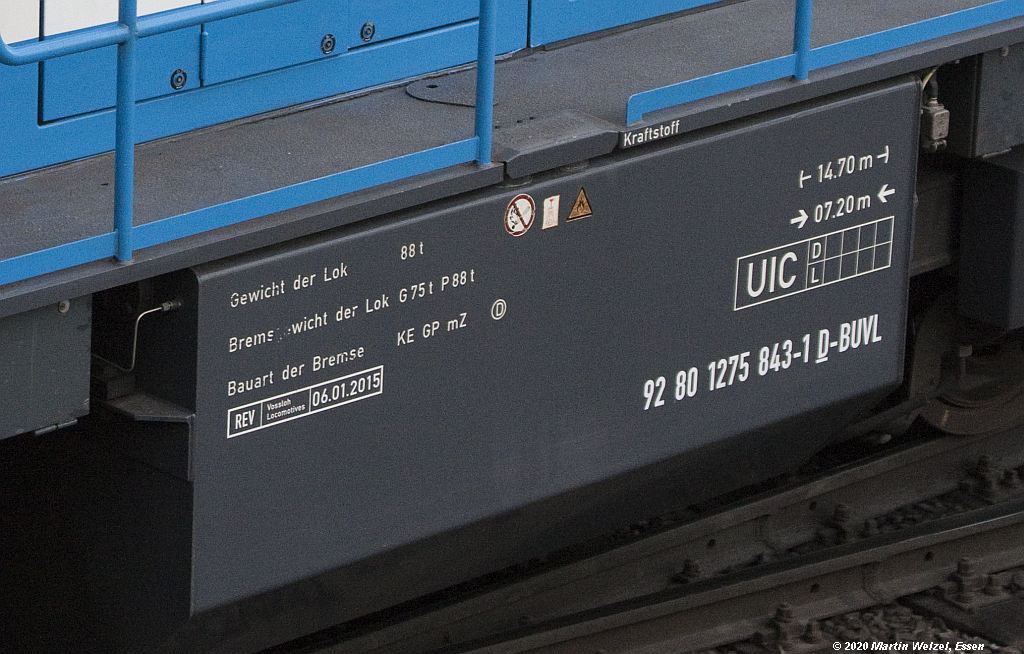 Kraftstoff
14.70 m
07.20 m
UIC D
L
Gewicht der Lok 88 t
Bremsgewicht der Lok G 75 t P 88 t
Bauart der Bremse KE GP mZ D
REV Vossloh Locomotives 06.01.2015
92 80 1275 843-1 D-BUVL
© 2020 Martin Welzel, Essen